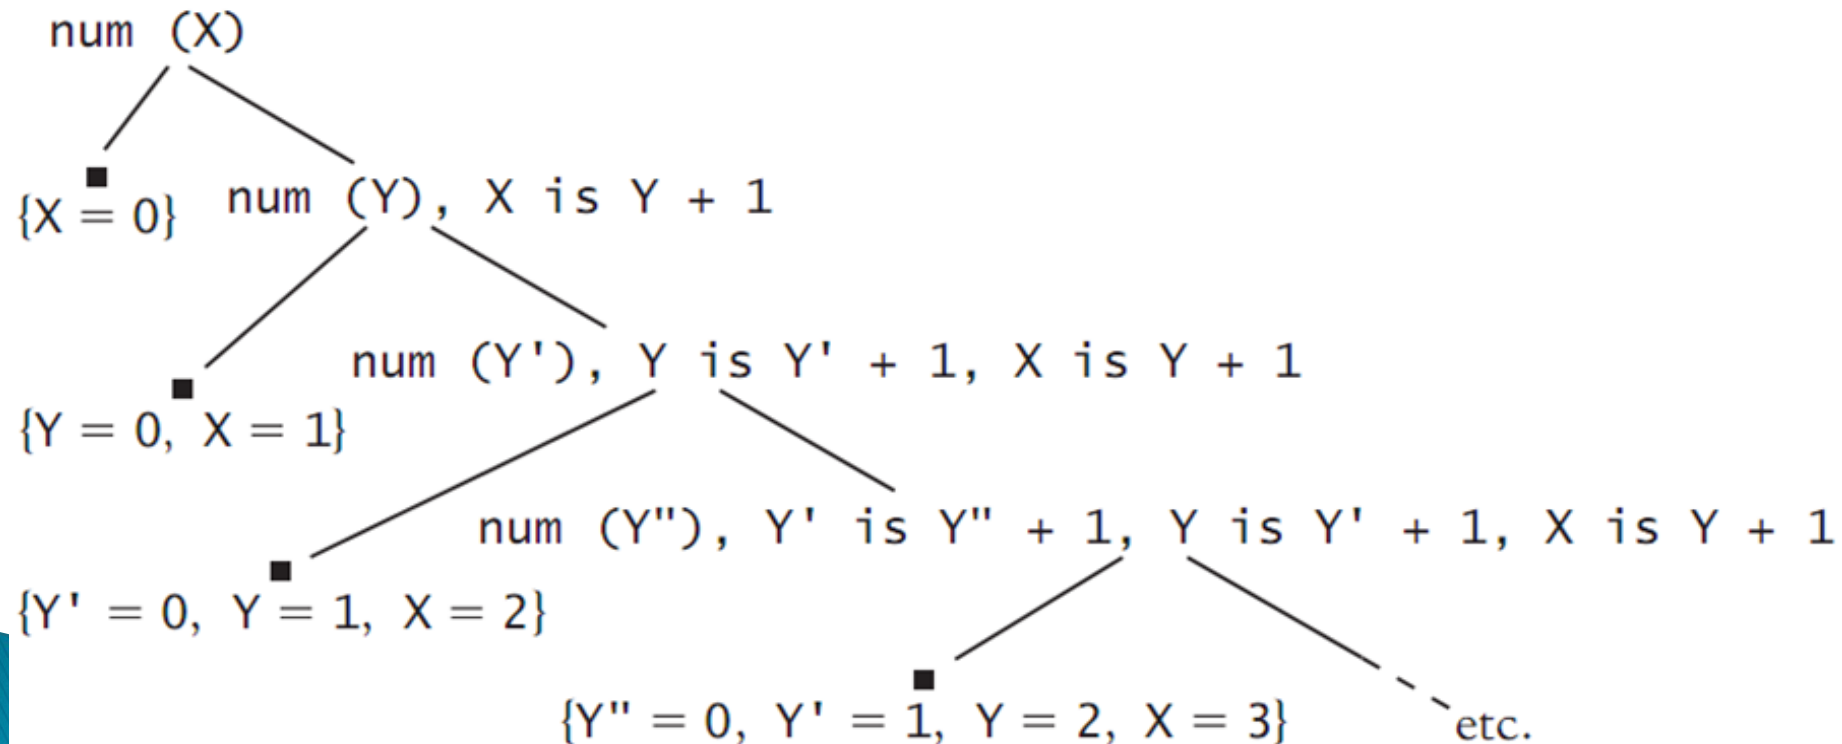 num (X)
{X = 0}
num (Y), X is Y + 1
num (Y'), Y is Y' + 1, X is Y + 1
{Y = 0, X = 1}
num (Y"), Y' is Y" + 1, Y is Y' + 1, X is Y + 1
{Y' = 0, Y = 1, X = 2}
{Y" = 0, Y' = 1, Y = 2, X = 3}
etc.